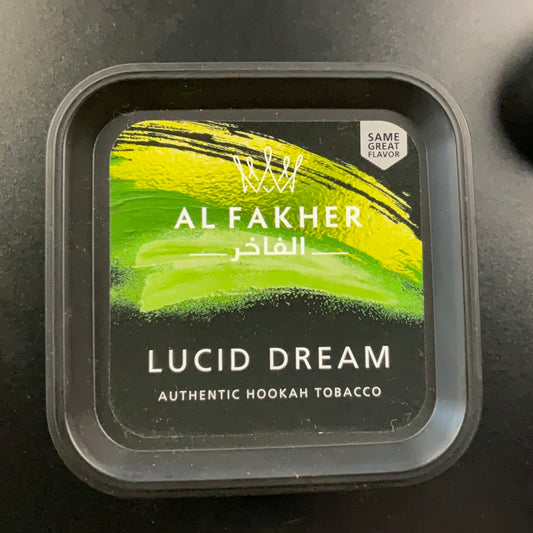 SAME
GREAT
FLAVOR
AL FAKHER
الفاخر
LUCID DREAM
AUTHENTIC HOOKAH TOBACCO